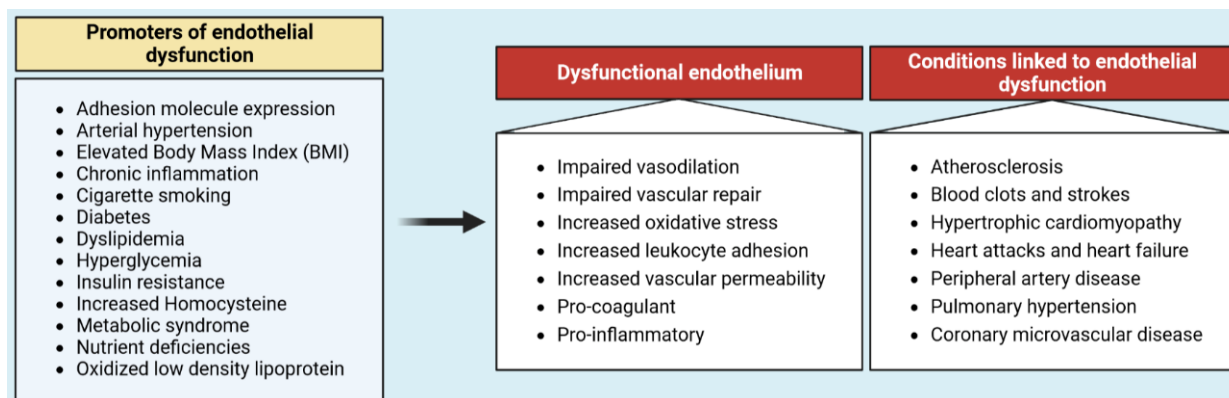 Promoters of endothelial
dysfunction
• Adhesion molecule expression
• Arterial hypertension
• Elevated Body Mass Index (BMI)
• Chronic inflammation
• Cigarette smoking
• Diabetes
• Dyslipidemia
• Hyperglycemia
• Insulin resistance
• Increased Homocysteine
• Metabolic syndrome
• Nutrient deficiencies
• Oxidized low density lipoprotein
Dysfunctional endothelium
• Impaired vasodilation
• Impaired vascular repair
• Increased oxidative stress
• Increased leukocyte adhesion
• Increased vascular permeability
• Pro-coagulant
• Pro-inflammatory
Conditions linked to endothelial
dysfunction
• Atherosclerosis
• Blood clots and strokes
• Hypertrophic cardiomyopathy
• Heart attacks and heart failure
• Peripheral artery disease
• Pulmonary hypertension
• Coronary microvascular disease